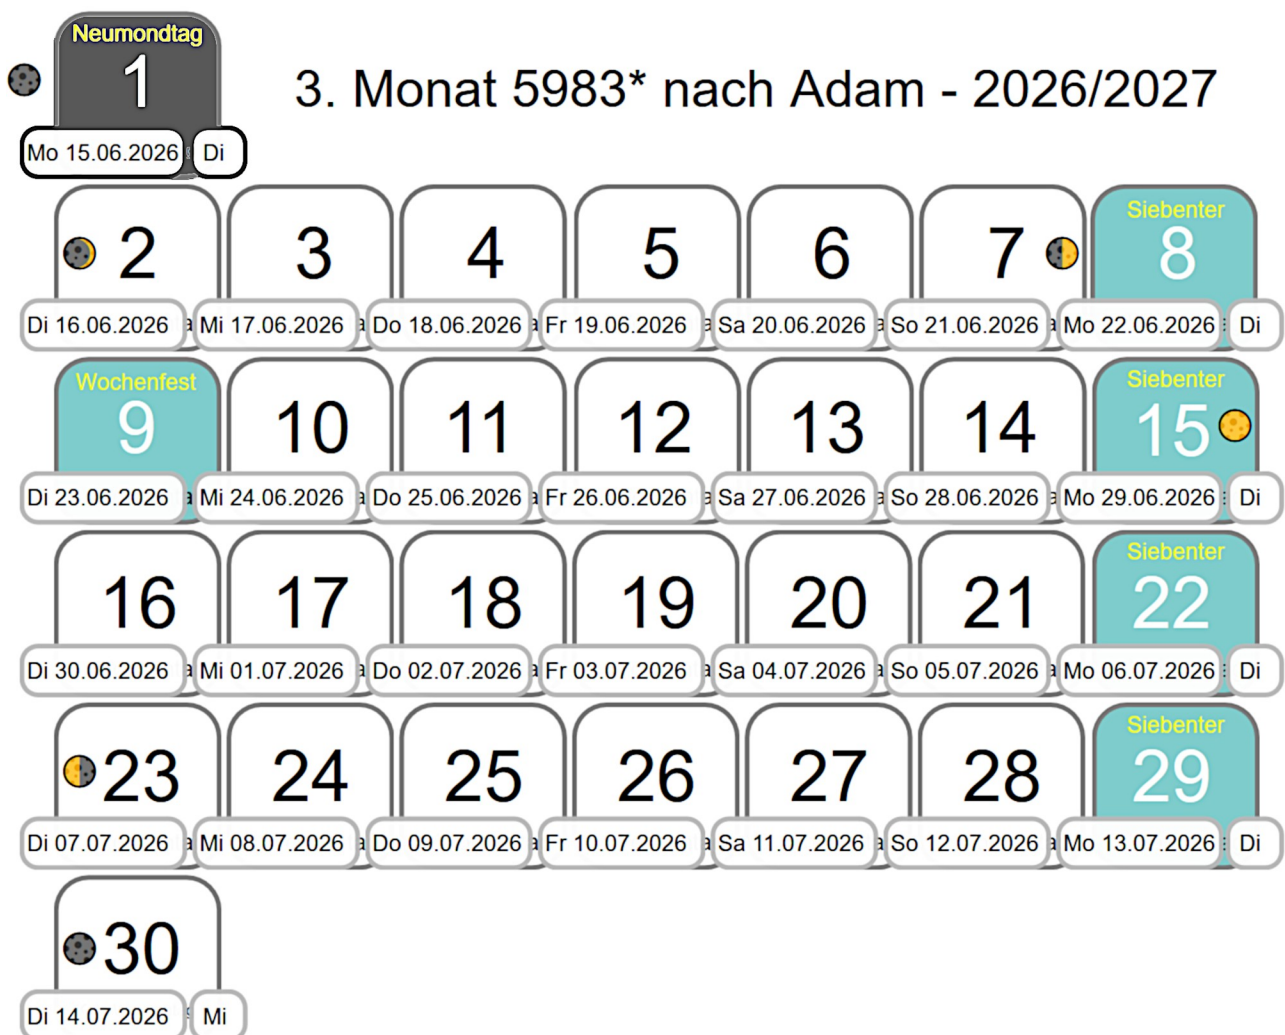 Neumondtag
1
3. Monat 5983* nach Adam - 2026/2027
Mo 15.06.2026 Di
2 3 4 5 6 7 Siebenter 8
Di 16.06.2026 Mi 17.06.2026 Do 18.06.2026 Fr 19.06.2026 Sa 20.06.2026 So 21.06.2026 Mo 22.06.2026 Di
Wochenfest Siebenter
9 10 11 12 13 14 15
Di 23.06.2026 Mi 24.06.2026 Do 25.06.2026 Fr 26.06.2026 Sa 27.06.2026 So 28.06.2026 Mo 29.06.2026 Di
Siebenter
16 17 18 19 20 21 22
Di 30.06.2026 Mi 01.07.2026 Do 02.07.2026 Fr 03.07.2026 Sa 04.07.2026 So 05.07.2026 Mo 06.07.2026 Di
Siebenter
23 24 25 26 27 28 29
Di 07.07.2026 Mi 08.07.2026 Do 09.07.2026 Fr 10.07.2026 Sa 11.07.2026 So 12.07.2026 Mo 13.07.2026 Di
30
Di 14.07.2026 Mi